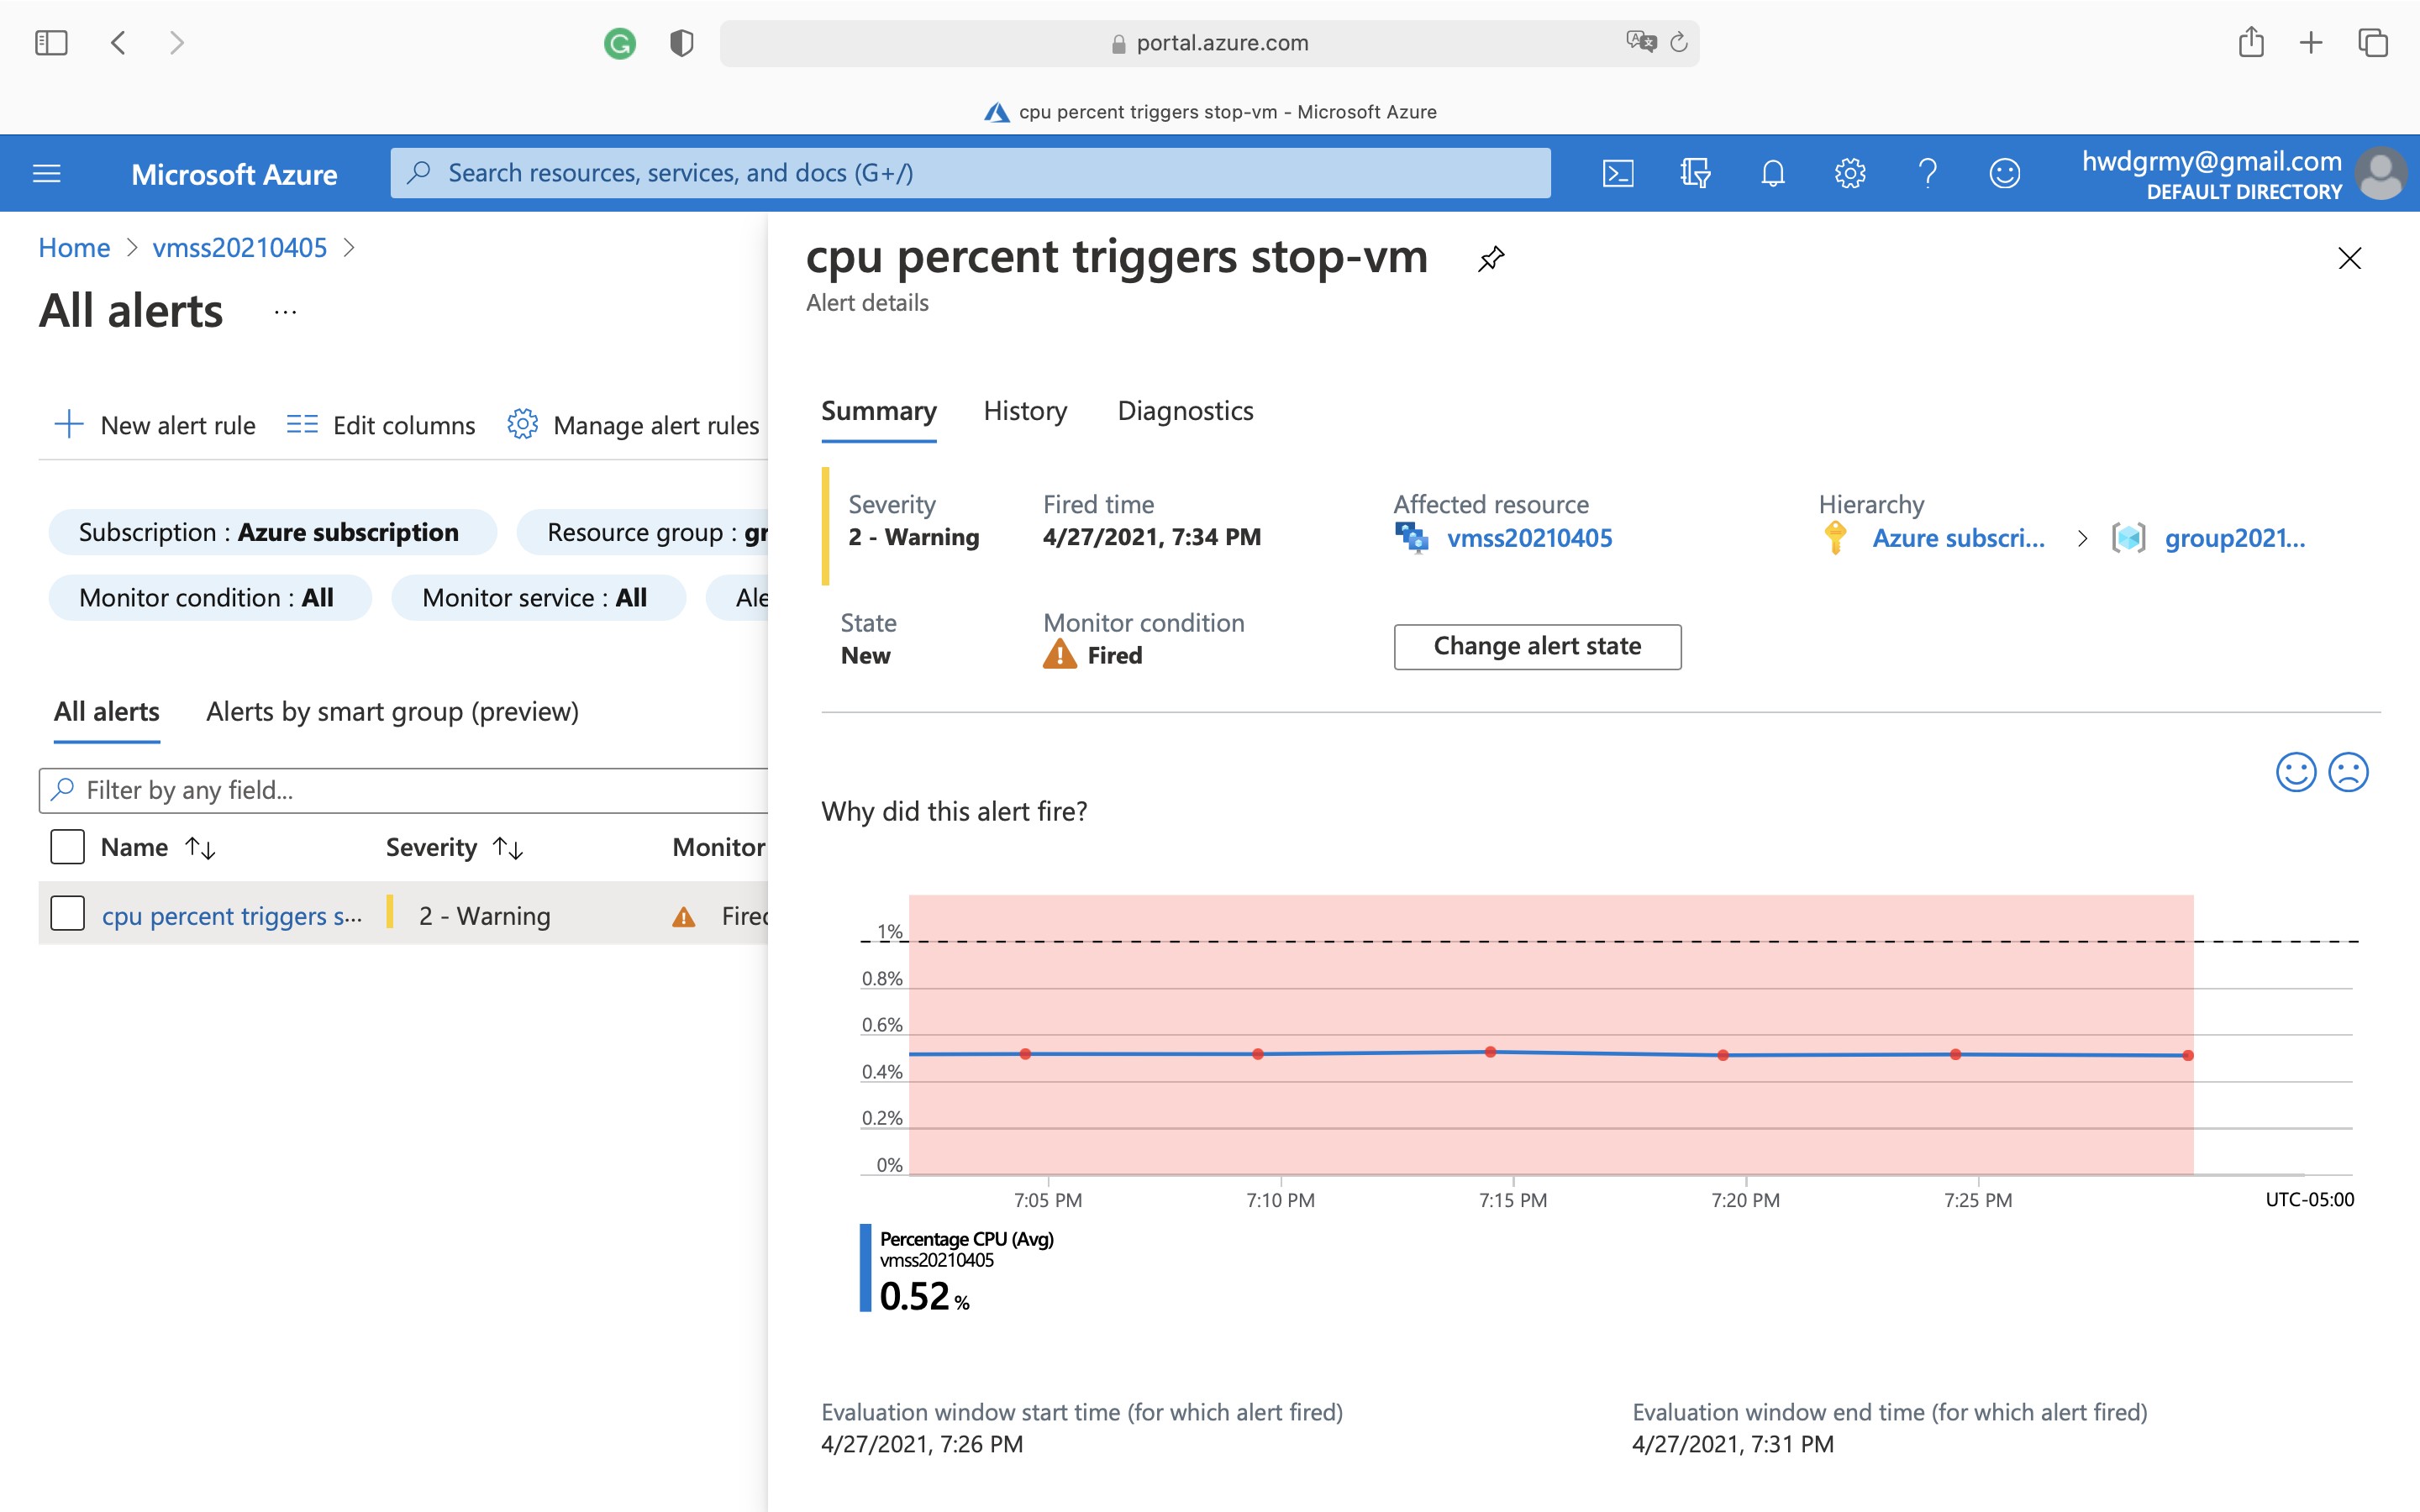 portal.azure.com
cpu percent triggers stop-vm - Microsoft Azure
Microsoft Azure
Search resources, services, and docs (G+/)
hwdgrmy@gmail.com
DEFAULT DIRECTORY
Home > vmss20210405 >
All alerts ...
New alert rule
Edit columns
Manage alert rules
Subscription : Azure subscription
Resource group : gr
Monitor condition : All
Monitor service : All
Ale
All alerts
Alerts by smart group (preview)
Filter by any field...
Name ↑↓ Severity ↑↓ Monitor
cpu percent triggers s... 2 - Warning Fired
cpu percent triggers stop-vm
Alert details
Summary History Diagnostics
Severity
2 - Warning
Fired time
4/27/2021, 7:34 PM
Affected resource
vmss20210405
Hierarchy
Azure subscri... > group2021...
State
New
Monitor condition
Fired
Change alert state
Why did this alert fire?
1%
0.8%
0.6%
0.4%
0.2%
0%
7:05 PM 7:10 PM 7:15 PM 7:20 PM 7:25 PM UTC-05:00
Percentage CPU (Avg)
vmss20210405
0.52 %
Evaluation window start time (for which alert fired)
4/27/2021, 7:26 PM
Evaluation window end time (for which alert fired)
4/27/2021, 7:31 PM